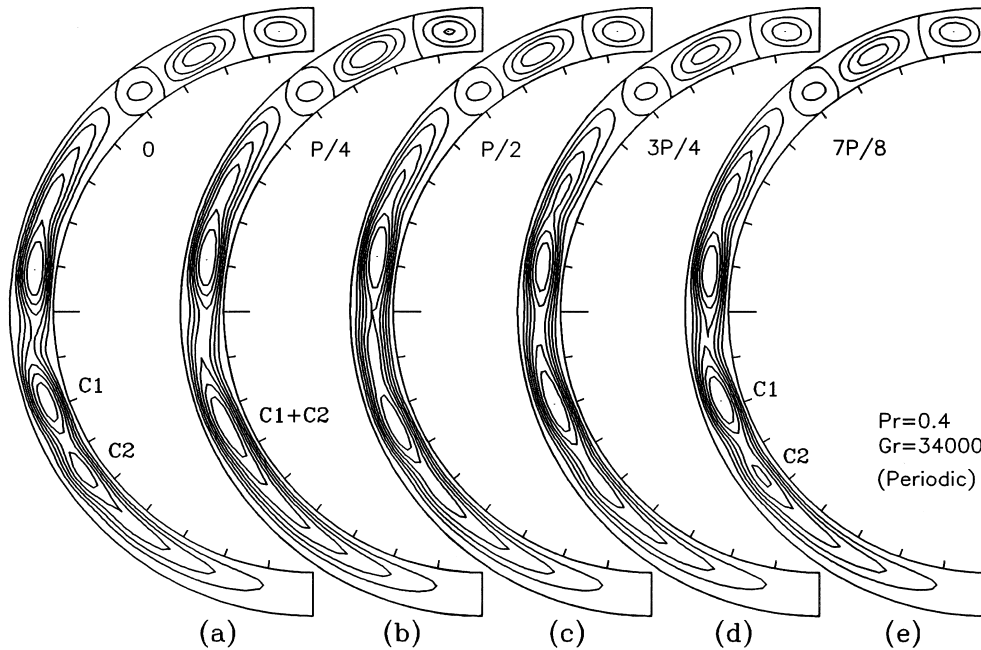 0
P/4
P/2
3P/4
7P/8
C1
C2
C1+C2
C1
C2
Pr=0.4
Gr=34000
(Periodic)
(a)
(b)
(c)
(d)
(e)